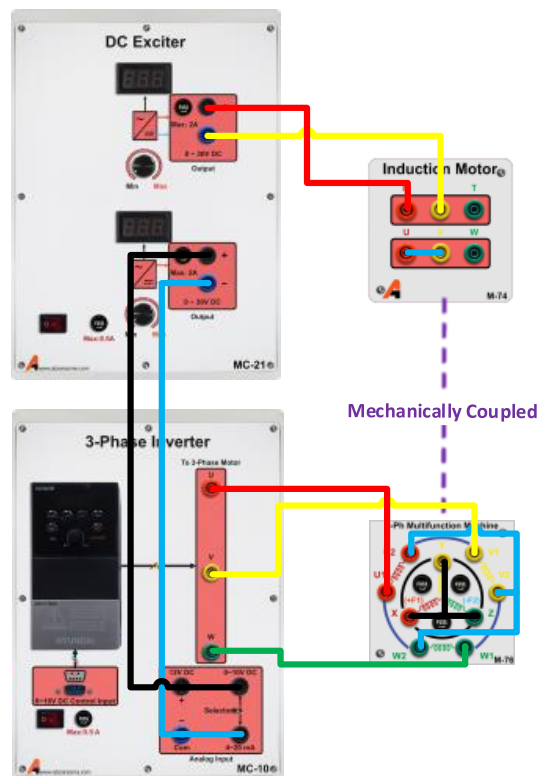 DC Exciter
Max: 2A
0 ~ 30V DC
Output
Min Max
Max: 2A
+
-
0 ~ 30V DC
Output
Max:0.5A
MC-21
Induction Motor
T
U W
M-74
Mechanically Coupled
3-Phase Inverter
To 3-Phase Motor
U
V
W
HYUNDAI
0~10V DC Control Input
Max:0.5 A
12V DC 0~10V DC
+
Selector
-
Com 4~20 mA
Analog Input
MC-10
3-Ph Multifunction Machine
V1
U1 V2
(+F1) (-F2)
X Z
W2 W1
M-76